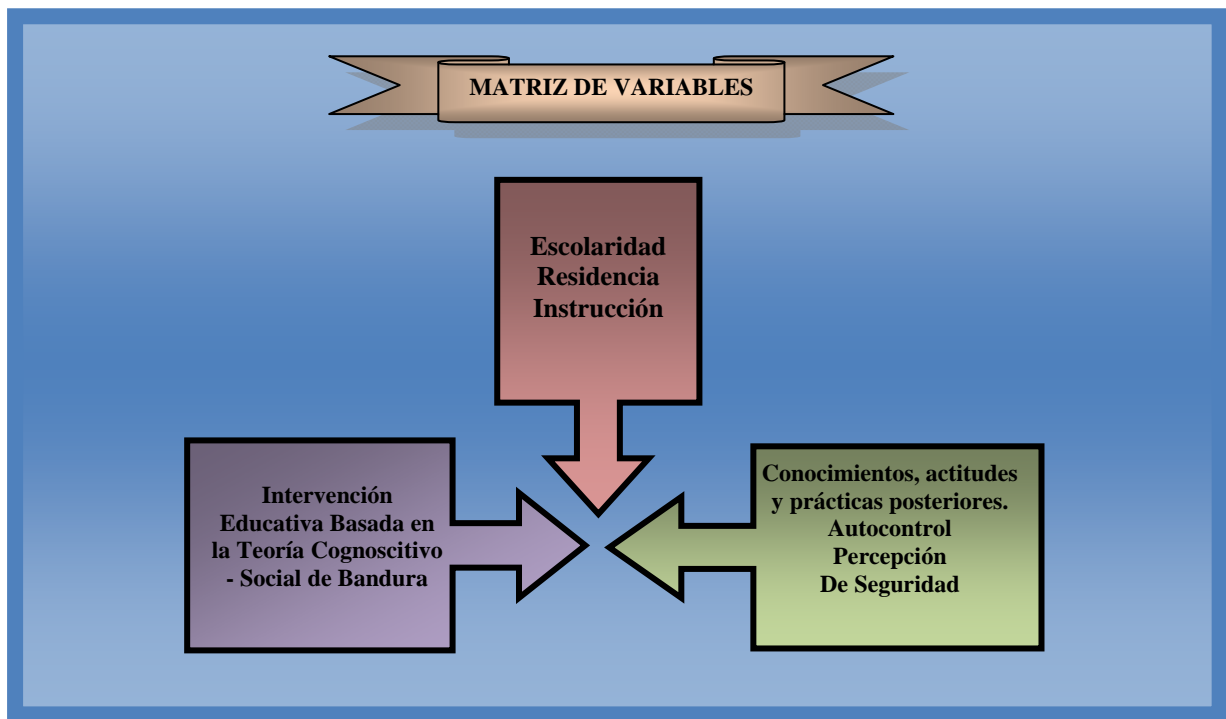 MATRIZ DE VARIABLES
Escolaridad
Residencia
Instrucción
Intervención
Educativa Basada en
la Teoría Cognoscitivo
- Social de Bandura
Conocimientos, actitudes
y prácticas posteriores.
Autocontrol
Percepción
De Seguridad